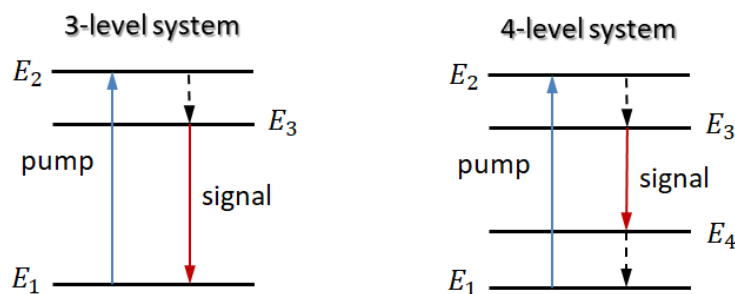 3-level system
E₂
E₃
pump
signal
E₁
4-level system
E₂
E₃
pump
signal
E₄
E₁